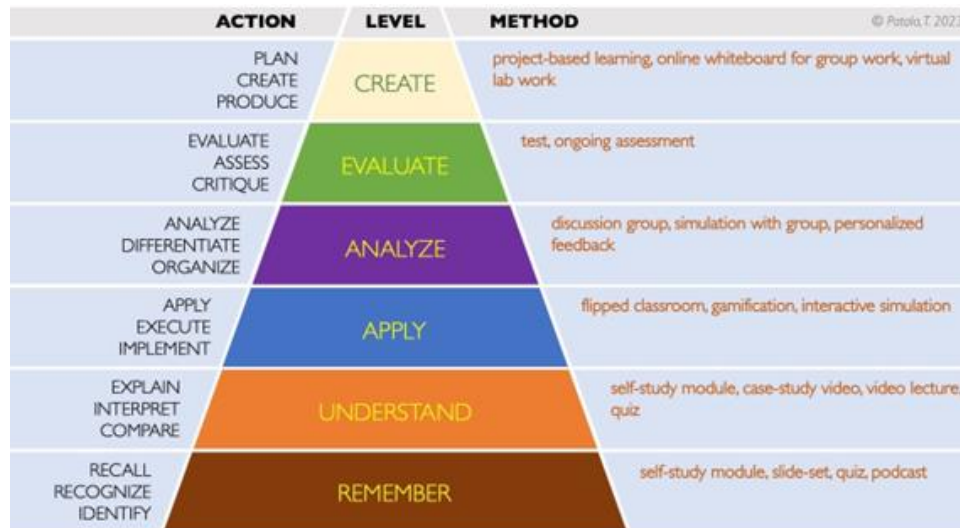 ACTION LEVEL METHOD © Patola, T. 2023
PLAN
CREATE
PRODUCE
CREATE
project-based learning, online whiteboard for group work, virtual
lab work
EVALUATE
ASSESS
CRITIQUE
EVALUATE
test, ongoing assessment
ANALYZE
DIFFERENTIATE
ORGANIZE
ANALYZE
discussion group, simulation with group, personalized
feedback
APPLY
EXECUTE
IMPLEMENT
APPLY
flipped classroom, gamification, interactive simulation
EXPLAIN
INTERPRET
COMPARE
UNDERSTAND
self-study module, case-study video, video lecture,
quiz
RECALL
RECOGNIZE
IDENTIFY
REMEMBER
self-study module, slide-set, quiz, podcast